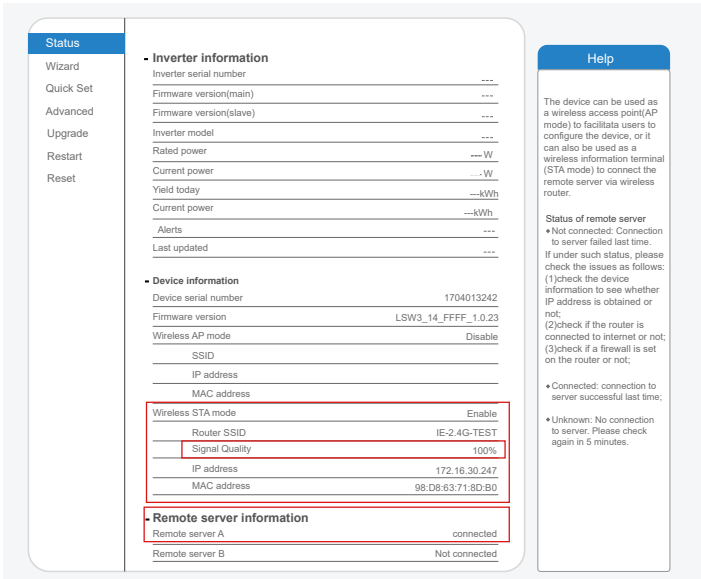 Status
Wizard
Quick Set
Advanced
Upgrade
Restart
Reset
- Inverter information
Inverter serial number ---
Firmware version(main) ---
Firmware version(slave) ---
Inverter model ---
Rated power --- W
Current power --- W
Yield today ---kWh
Current power ---kWh
Alerts ---
Last updated ---
- Device information
Device serial number 1704013242
Firmware version LSW3_14_FFFF_1.0.23
Wireless AP mode Disable
SSID
IP address
MAC address
Wireless STA mode Enable
Router SSID IE-2.4G-TEST
Signal Quality 100%
IP address 172.16.30.247
MAC address 98:D8:63:71:8D:B0
- Remote server information
Remote server A connected
Remote server B Not connected
Help
The device can be used as
a wireless access point(AP
mode) to facilitata users to
configure the device, or it
can also be used as a
wireless information terminal
(STA mode) to connect the
remote server via wireless
router.
Status of remote server
◆Not connected: Connection
to server failed last time.
If under such status, please
check the issues as follows:
(1)check the device
information to see whether
IP address is obtained or
not;
(2)check if the router is
connected to internet or not;
(3)check if a firewall is set
on the router or not;
◆Connected: connection to
server successful last time;
◆Unknown: No connection
to server. Please check
again in 5 minutes.